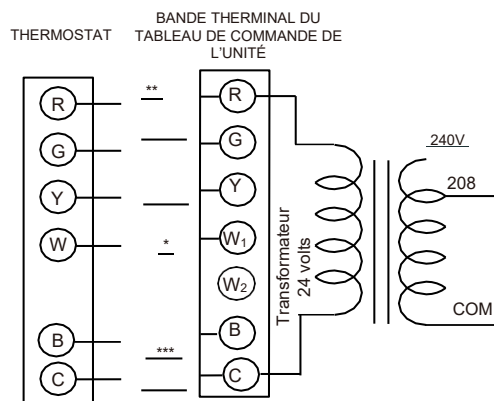 THERMOSTAT
BANDE THERMINAL DU
TABLEAU DE COMMANDE DE
L'UNITÉ
R
G
Y
W
B
C
**
*
***
R
G
Y
W1
W2
B
C
Transformateur
24 volts
240V
208
COM